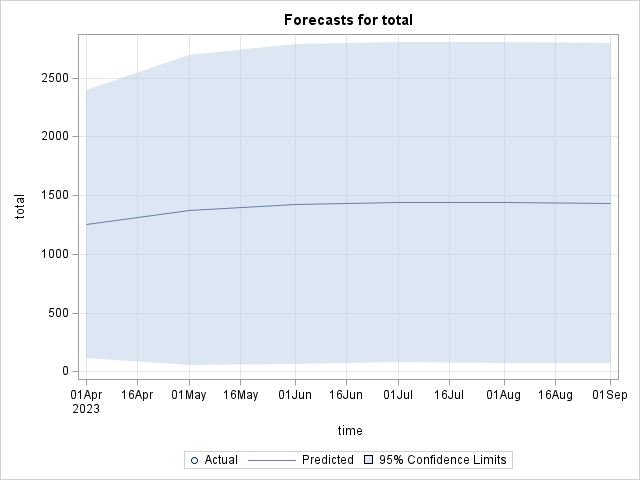 Forecasts for total
2500
2000
1500
1000
500
0
total
01Apr 16Apr 01May 16May 01Jun 16Jun 01Jul 16Jul 01Aug 16Aug 01Sep
2023
time
Actual Predicted 95% Confidence Limits